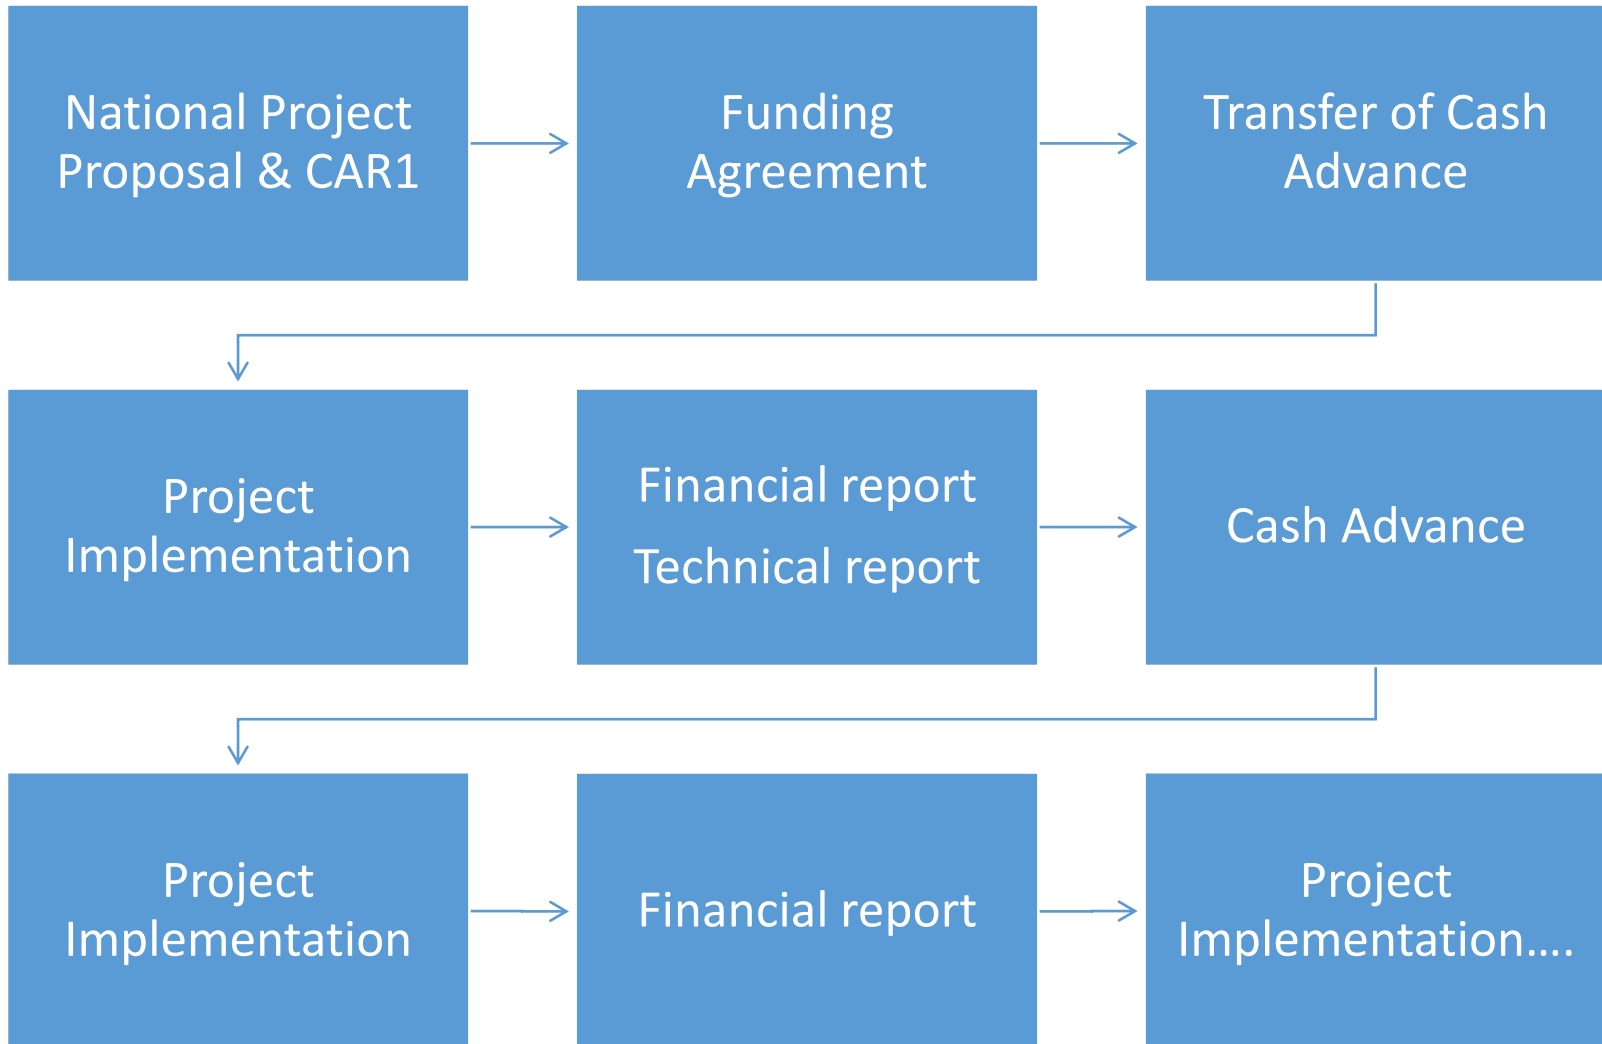 National Project
Proposal & CAR1
Funding
Agreement
Transfer of Cash
Advance
Project
Implementation
Financial report
Technical report
Cash Advance
Project
Implementation
Financial report
Project
Implementation....